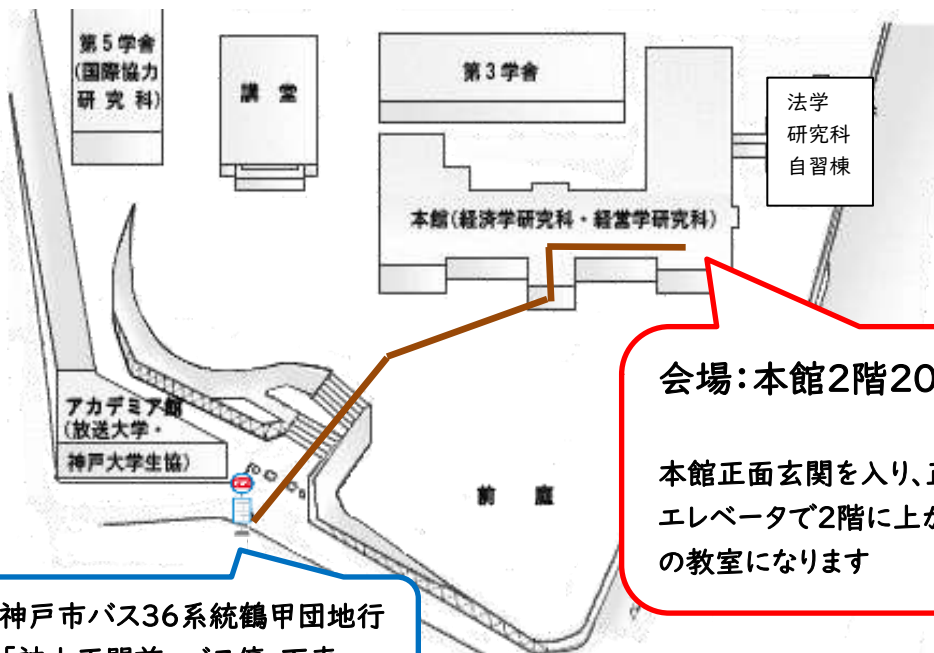 第5学舎
(国際協力
研究科)
講堂
第3学舎
法学
研究科
自習棟
本館(経済学研究科・経営学研究科)
会場:本館2階20
本館正面玄関を入り、
エレベータで2階に上が
の教室になります
アカデミア館
(放送大学・
神戸大学生協)
前庭
神戸市バス36系統鶴甲団地行